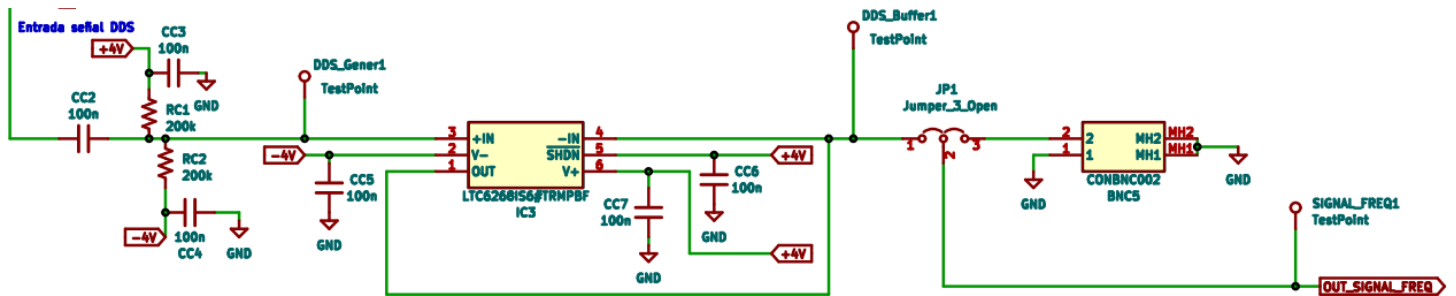 Entrada señal DDS
+4V
CC3
100n
GND
CC2
100n
RC1
200k
RC2
200k
-4V
100n
CC4
GND
DDS_Gener1
TestPoint
-4V
CC5
100n
GND
3 +IN -IN 4
2 V- SHDN 5
1 OUT V+ 6
LTC6268IS6#TRMPBF
IC3
+4V
CC6
100n
GND
CC7
100n
GND
+4V
DDS_Buffer1
TestPoint
JP1
Jumper_3_Open
1 2 3
2 2 MH2 MH2
1 1 MH1 MH1
CONBNC002
BNC5
GND
GND
SIGNAL_FREQ1
TestPoint
OUT_SIGNAL_FREQ